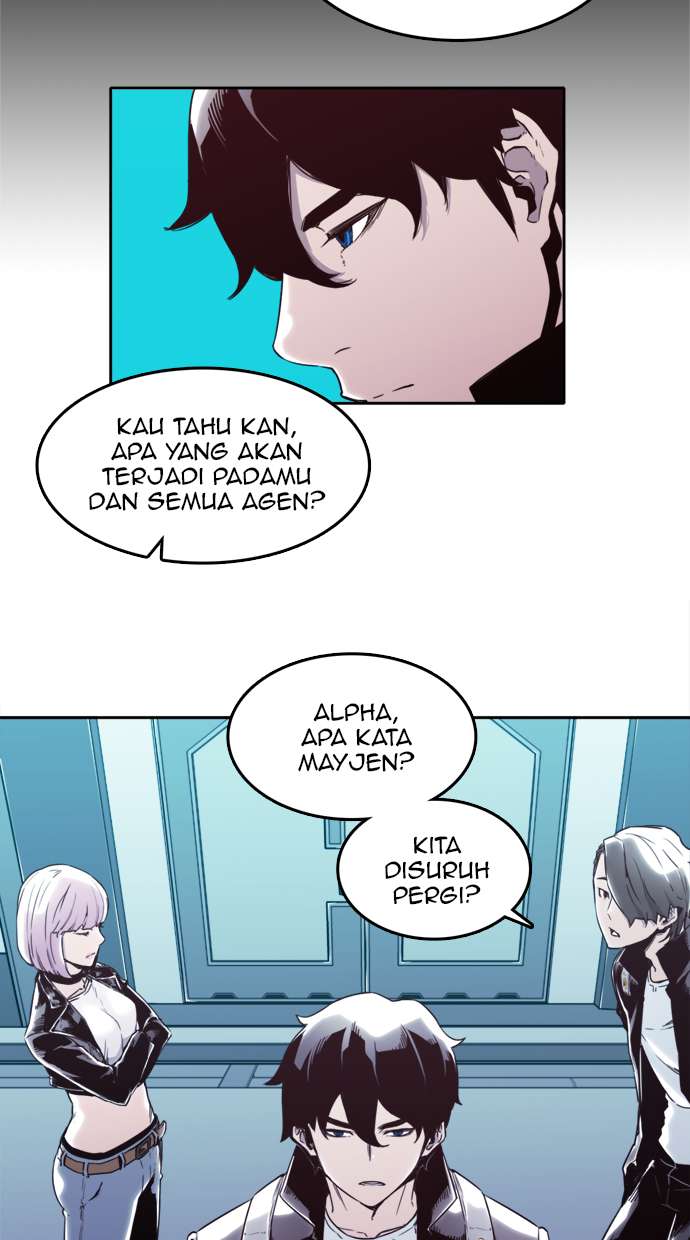 KAU TAHU KAN,
APA YANG AKAN
TERJADI PADAMU
DAN SEMUA AGEN?
ALPHA,
APA KATA
MAYJEN?
KITA
DISURUH
PERGI?